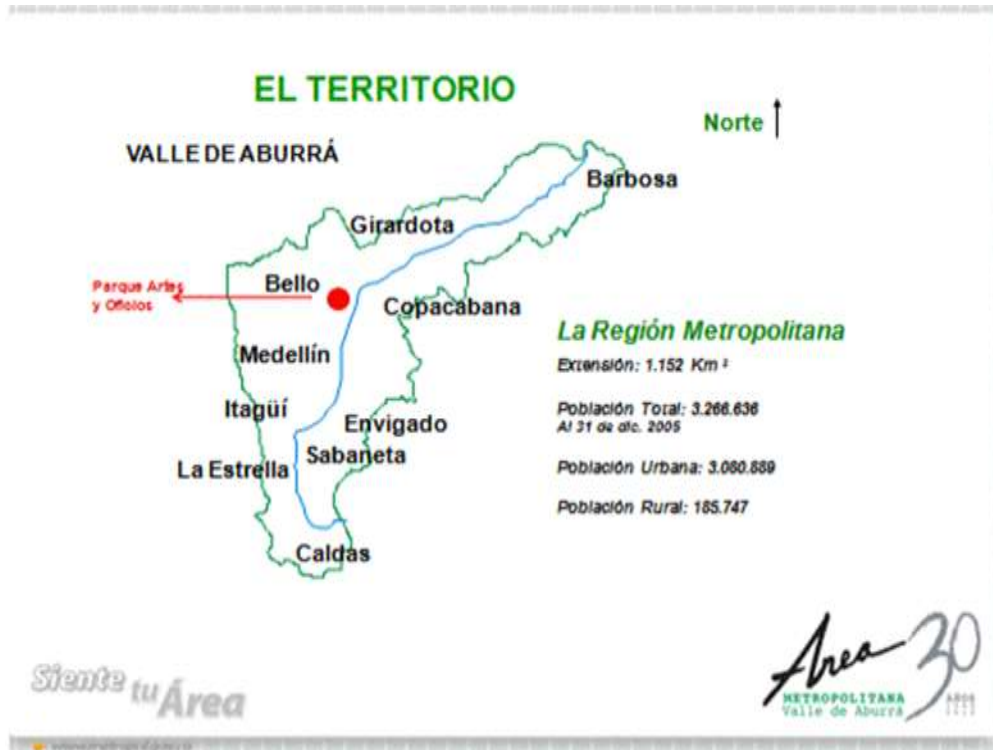 EL TERRITORIO
Norte
VALLE DE ABURRÁ
Barbosa
Girardota
Parque Artes
y Oficios
Bello
Copacabana
La Región Metropolitana
Medellín
Extensión: 1.152 Km ²
Itagüí
Población Total: 3.266.636
Al 31 de dic. 2005
Envigado
Sabaneta
La Estrella
Población Urbana: 3.080.889
Población Rural: 185.747
Caldas
Siente tu Área
Área 30
METROPOLITANA
Valle de Aburrá
AÑOS